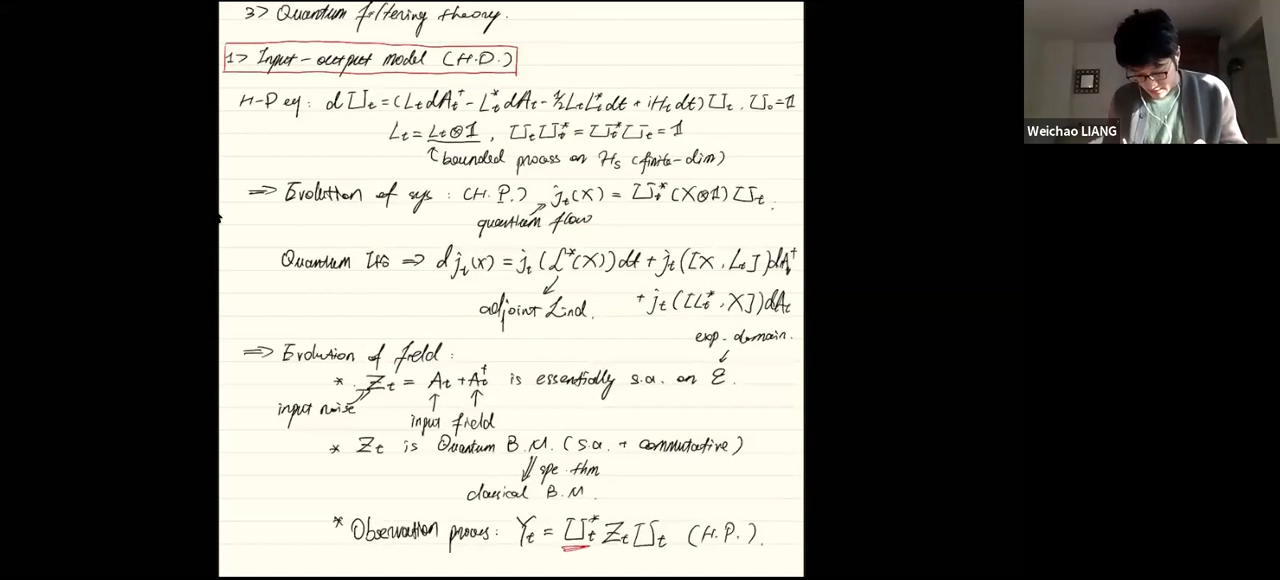 3> Quantum filtering theory.
1> Input-output model (H.D.)
H-D eq: dU_t = (L_t dA_t^† - L_t^* dA_t - ½ L_t L_t^* dt + iH_t dt) U_t, U_0 = 𝟙
L_t = L_t ⊗ 𝟙, U_t U_t^* = U_t^* U_t = 𝟙
↑ bounded process on H_s (finite-dim)
⇒ Evolution of sys: (H.P.) j_t(X) = U_t^* (X⊗𝟙) U_t.
quantum flow
Quantum Itô ⇒ dj_t(x) = j_t(ℒ^*(X))dt + j_t([X, L_t])dA_t^†
adjoint Lind. + j_t([L_t^*, X])dA_t
exp. domain.
⇒ Evolution of field:
* Z_t = A_t + A_t^† is essentially s.a. on ℰ.
input noise
input field
* Z_t is Quantum B.M. (s.a. + commutative)
⇓ spe thm
classical B.M.
* Observation process: Y_t = U_t^* Z_t U_t (H.P.).
Weichao LIANG